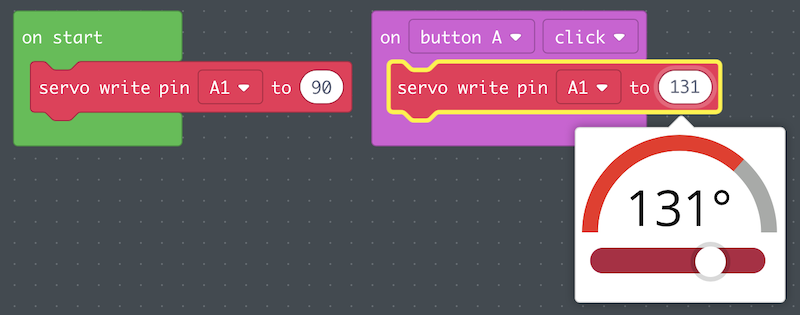 on start
servo write pin A1 to 90
on button A click
servo write pin A1 to 131
131°